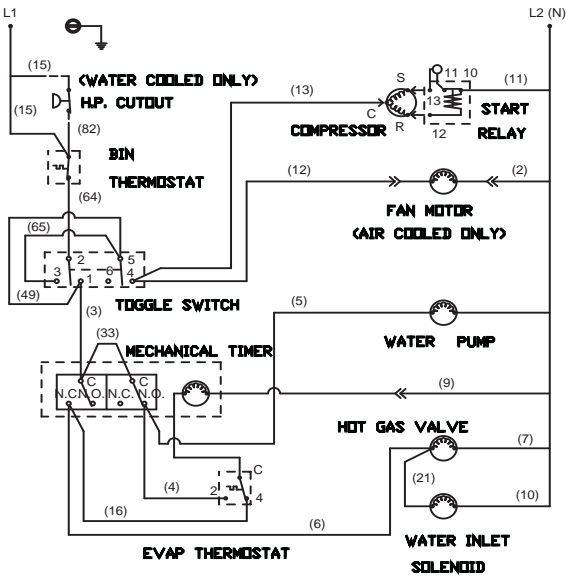 L1
L2 (N)
(15)
(WATER COOLED ONLY)
H.P. CUTOUT
(15)
(82)
(13)
S
11 10
(11)
C
13
START
COMPRESSOR
R
12
RELAY
BIN
THERMOSTAT
(64)
(12)
(2)
FAN MOTOR
(AIR COOLED ONLY)
(65)
2
5
3
1
6
4
(49)
TOGGLE SWITCH
(3)
(5)
(33)
WATER PUMP
MECHANICAL TIMER
C
C
N.C.
N.O.
N.C.
N.O.
(9)
HOT GAS VALVE
(7)
C
(4)
2
4
(21)
(10)
(16)
(6)
EVAP THERMOSTAT
WATER INLET
SOLENOID